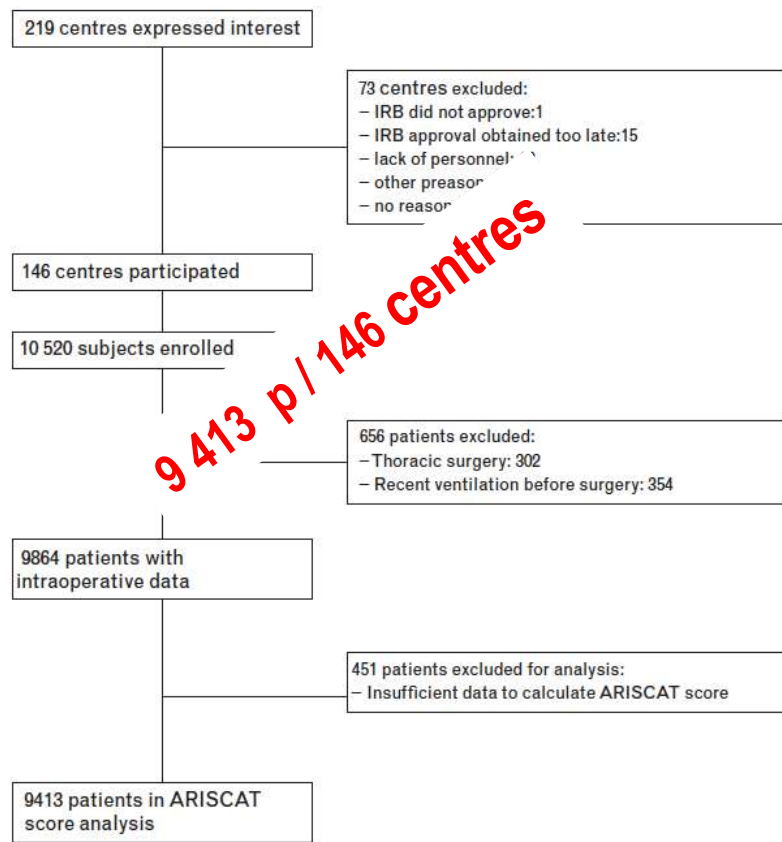 219 centres expressed interest
73 centres excluded:
– IRB did not approve:1
– IRB approval obtained too late:15
– lack of personnel:
– other preason
– no reason
146 centres participated
10 520 subjects enrolled
9 413 p / 146 centres
656 patients excluded:
– Thoracic surgery: 302
– Recent ventilation before surgery: 354
9864 patients with
intraoperative data
451 patients excluded for analysis:
– Insufficient data to calculate ARISCAT score
9413 patients in ARISCAT
score analysis